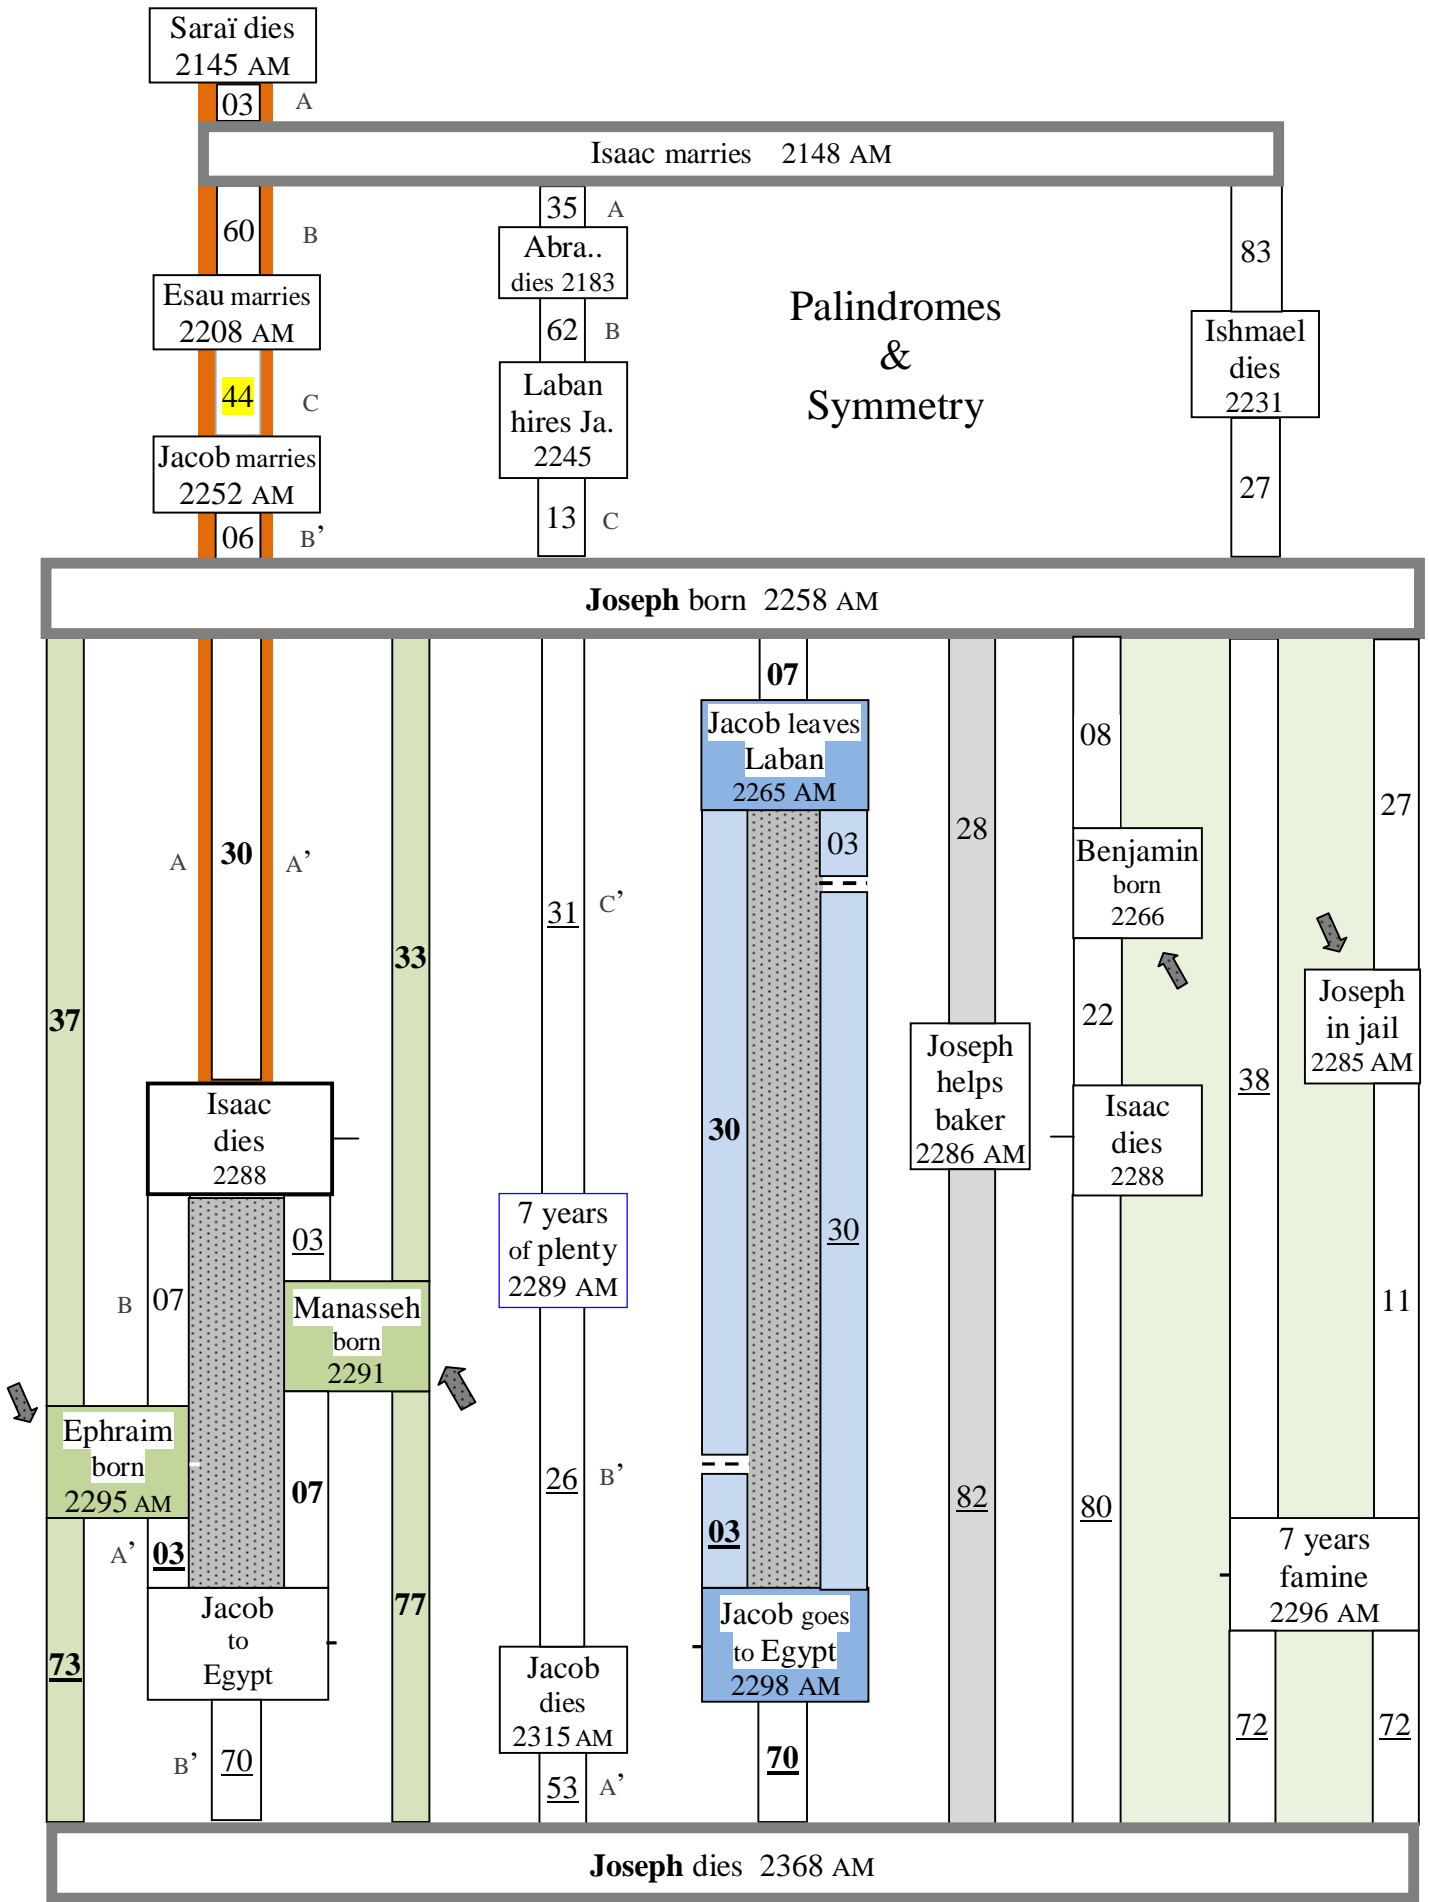 Saraï dies
2145 AM
03 A
Isaac marries 2148 AM
60 B
35 A
83
Abra..
dies 2183
Esau marries
2208 AM
62 B
Palindromes
&
Symmetry
Ishmael
dies
2231
44 C
Laban
hires Ja.
2245
Jacob marries
2252 AM
27
06 B’
13 C
Joseph born 2258 AM
07
Jacob leaves
Laban
2265 AM
08
27
28
03
Benjamin
born
2266
A 30 A’
31 C’
33
37
22
Joseph
in jail
2285 AM
Joseph
helps
baker
2286 AM
38
Isaac
dies
2288
30
Isaac
dies
2288
7 years
of plenty
2289 AM
03
30
B 07
Manasseh
born
2291
11
Ephraim
born
2295 AM
07
26 B’
82
80
A’ 03
03
7 years
famine
2296 AM
Jacob
to
Egypt
77
Jacob goes
to Egypt
2298 AM
73
Jacob
dies
2315 AM
72
72
B’ 70
53 A’
70
Joseph dies 2368 AM